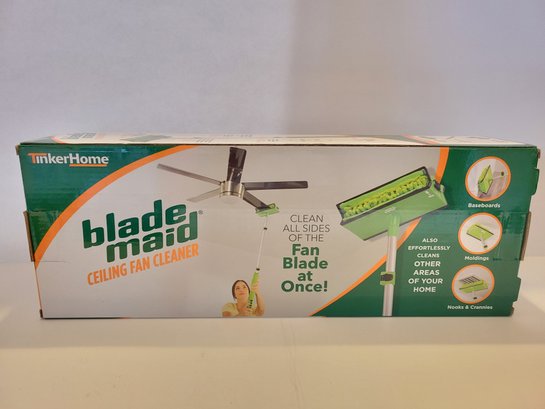 TinkerHome
blade
maid®
CEILING FAN CLEANER
CLEAN
ALL SIDES
OF THE
Fan
Blade
at
Once!
ALSO
EFFORTLESSLY
CLEANS
OTHER
AREAS
OF YOUR
HOME
Baseboards
Moldings
Nooks & Crannies